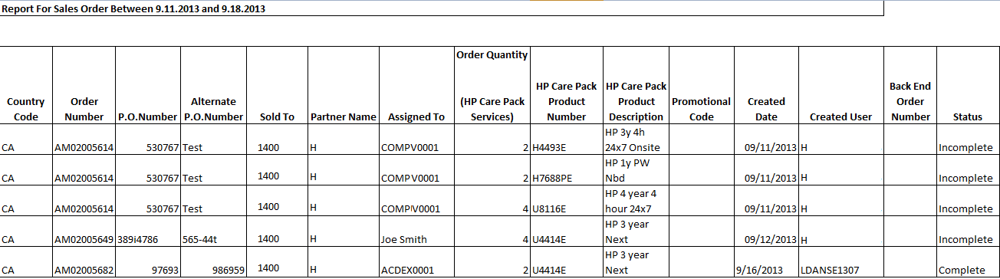 Report For Sales Order Between 9.11.2013 and 9.18.2013
Country Code Order Number P.O.Number Alternate P.O.Number Sold To Partner Name Assigned To Order Quantity (HP Care Pack Services) HP Care Pack Product Number HP Care Pack Product Description Promotional Code Created Date Created User Back End Order Number Status
CA AM02005614 530767 Test 1400 H COMPV0001 2 H4493E HP 3y 4h 24x7 Onsite 09/11/2013 H Incomplete
CA AM02005614 530767 Test 1400 H COMPV0001 2 H7688PE HP 1y PW Nbd 09/11/2013 H Incomplete
CA AM02005614 530767 Test 1400 H COMPV0001 4 U8116E HP 4 year 4 hour 24x7 09/11/2013 H Incomplete
CA AM02005649 389i4786 565-44t 1400 H Joe Smith 4 U4414E HP 3 year Next 09/12/2013 H Incomplete
CA AM02005682 97693 986959 1400 H ACDEX0001 2 U4414E HP 3 year Next 9/16/2013 LDANSE1307 Complete